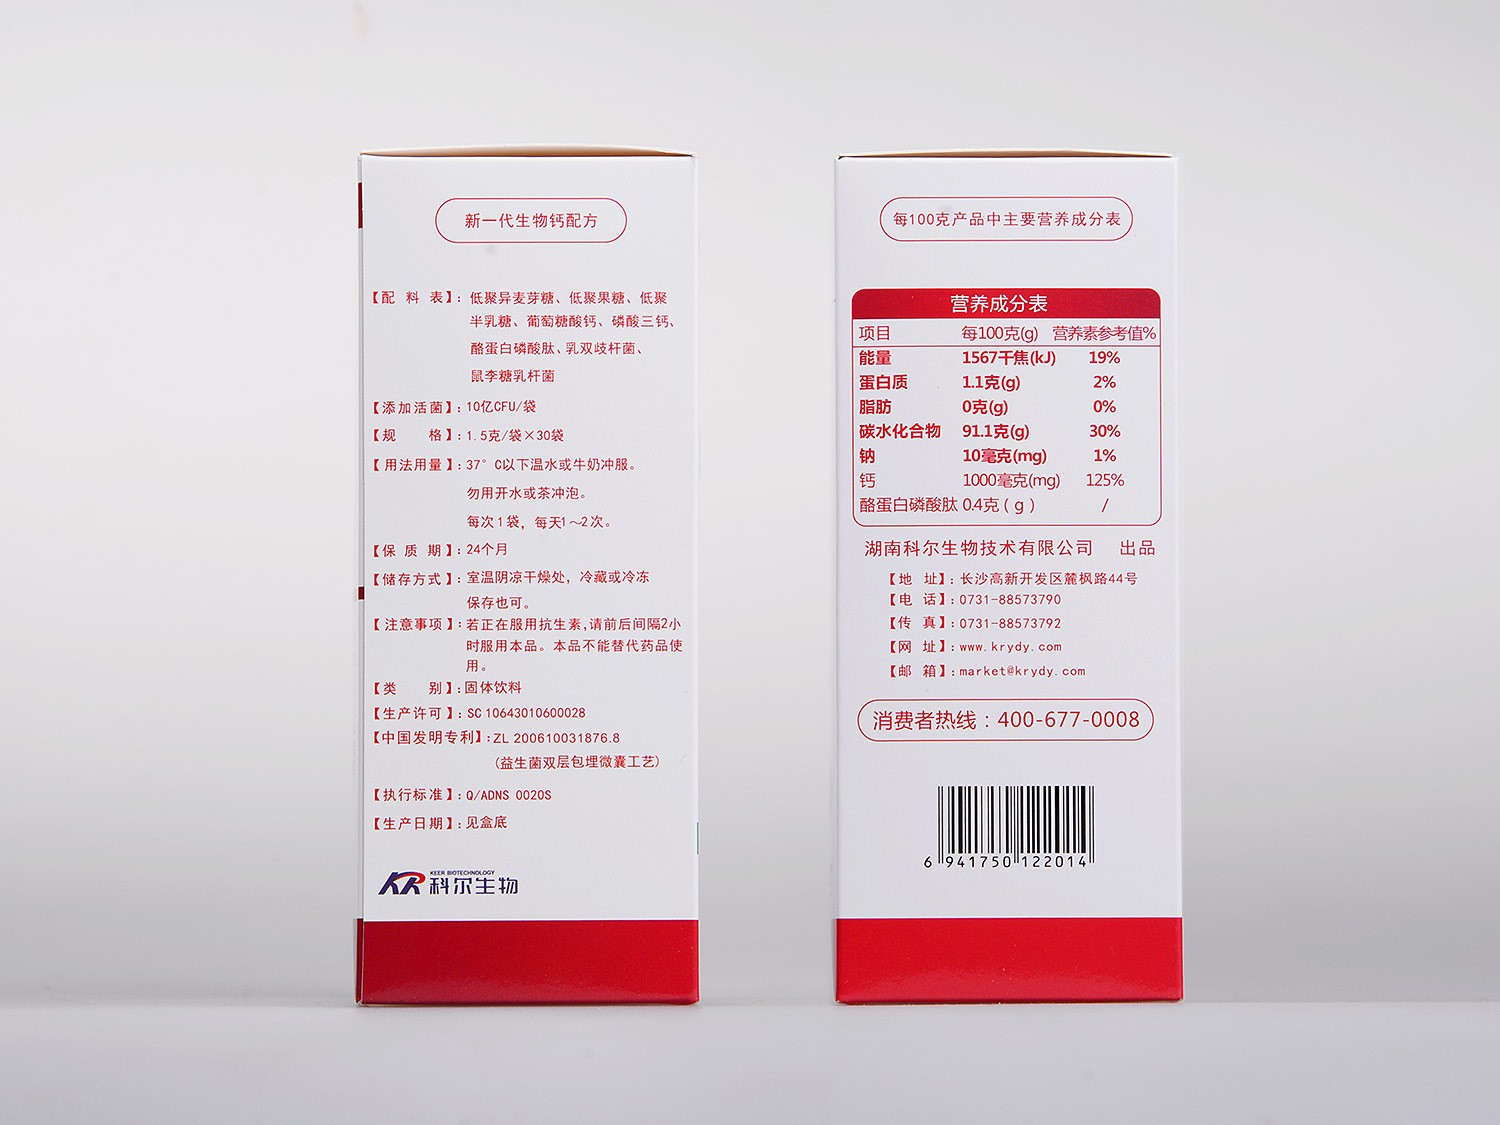 新一代生物钙配方
【配料表】:低聚异麦芽糖、低聚果糖、低聚
半乳糖、葡萄糖酸钙、磷酸三钙、
酪蛋白磷酸肽、乳双歧杆菌、
鼠李糖乳杆菌
【添加活菌】:10亿CFU/袋
【规 格】:1.5克/袋×30袋
【用法用量】:37°C以下温水或牛奶冲服。
勿用开水或茶冲泡。
每次1袋，每天1～2次。
【保质期】:24个月
【储存方式】:室温阴凉干燥处，冷藏或冷冻
保存也可。
【注意事项】:若正在服用抗生素,请前后间隔2小
时服用本品。本品不能替代药品使
用。
【类 别】:固体饮料
【生产许可】:SC10643010600028
【中国发明专利】:ZL 200610031876.8
(益生菌双层包埋微囊工艺)
【执行标准】:Q/ADNS 0020S
【生产日期】:见盒底
KR KEER BIOTECHNOLOGY
科尔生物
每100克产品中主要营养成分表
营养成分表
项目 每100克(g) 营养素参考值%
能量 1567千焦(kJ) 19%
蛋白质 1.1克(g) 2%
脂肪 0克(g) 0%
碳水化合物 91.1克(g) 30%
钠 10毫克(mg) 1%
钙 1000毫克(mg) 125%
酪蛋白磷酸肽 0.4克(g) /
湖南科尔生物技术有限公司 出品
【地 址】:长沙高新开发区麓枫路44号
【电 话】:0731-88573790
【传 真】:0731-88573792
【网 址】:www.krydy.com
【邮 箱】:market@krydy.com
消费者热线：400-677-0008
6 941750 122014